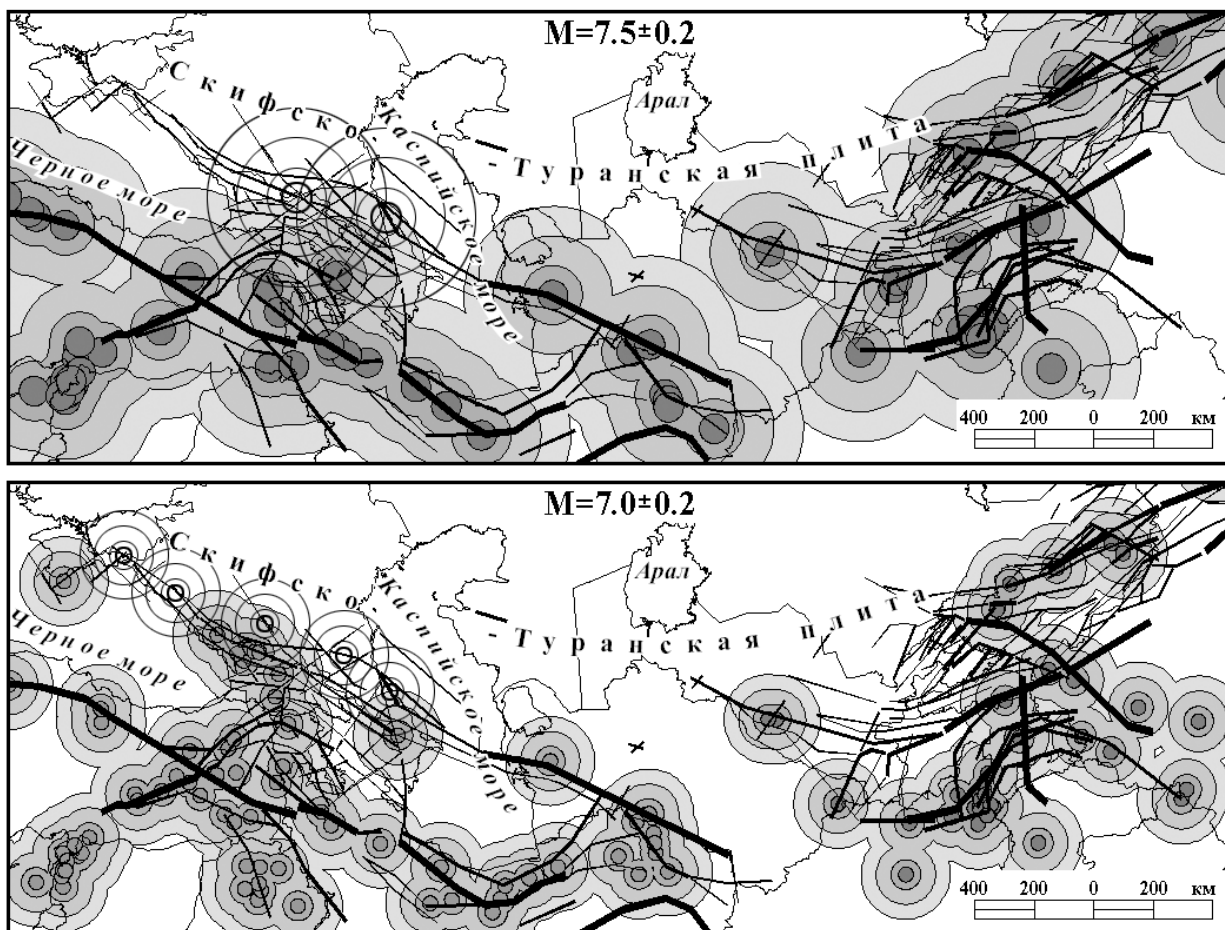 M=7.5±0.2
Скифско
Каспийское море
Арал
-Туранская плита
Черное море
400 200 0 200 км
M=7.0±0.2
Скифско-
Каспийское море
Арал
-Туранская плита
Черное море
400 200 0 200 км